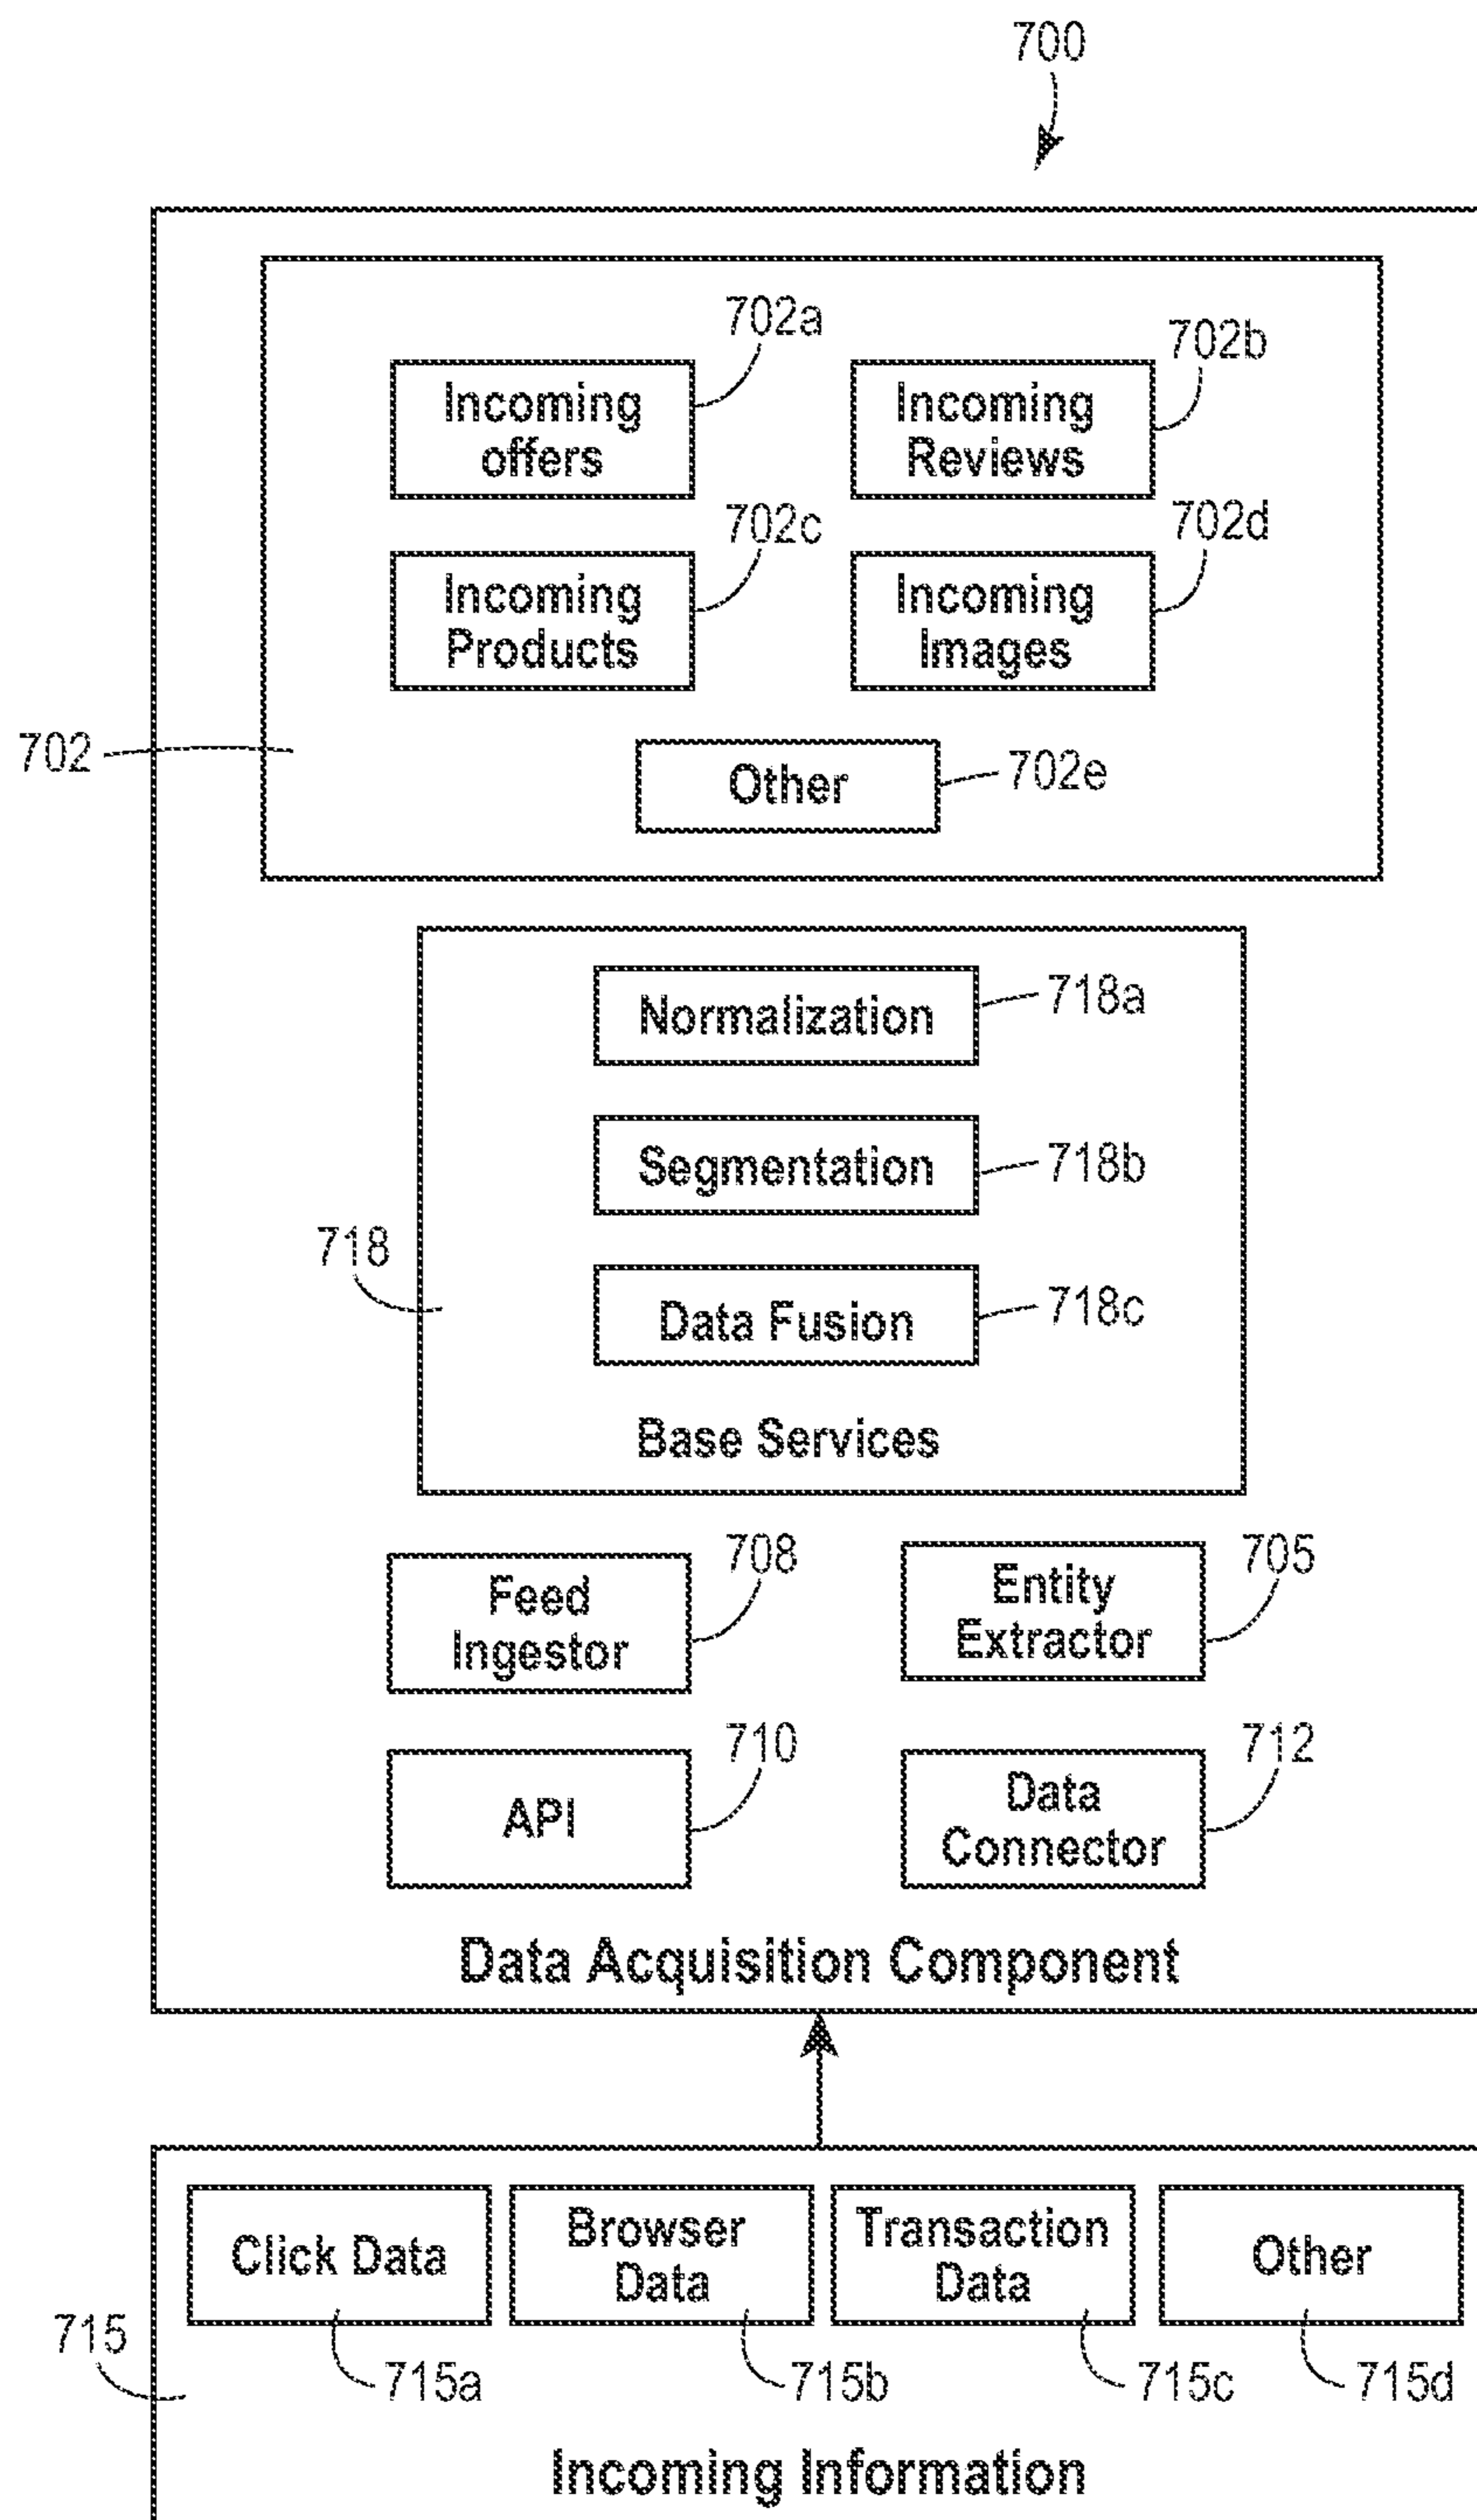 700
702a
702b
Incoming
offers
Incoming
Reviews
702c
702d
Incoming
Products
Incoming
Images
702
Other
702e
Normalization
718a
Segmentation
718b
718
Data Fusion
718c
Base Services
708
705
Feed
Ingestor
Entity
Extractor
710
712
API
Data
Connector
Data Acquisition Component
Click Data
Browser
Data
Transaction
Data
Other
715
715a
715b
715c
715d
Incoming Information